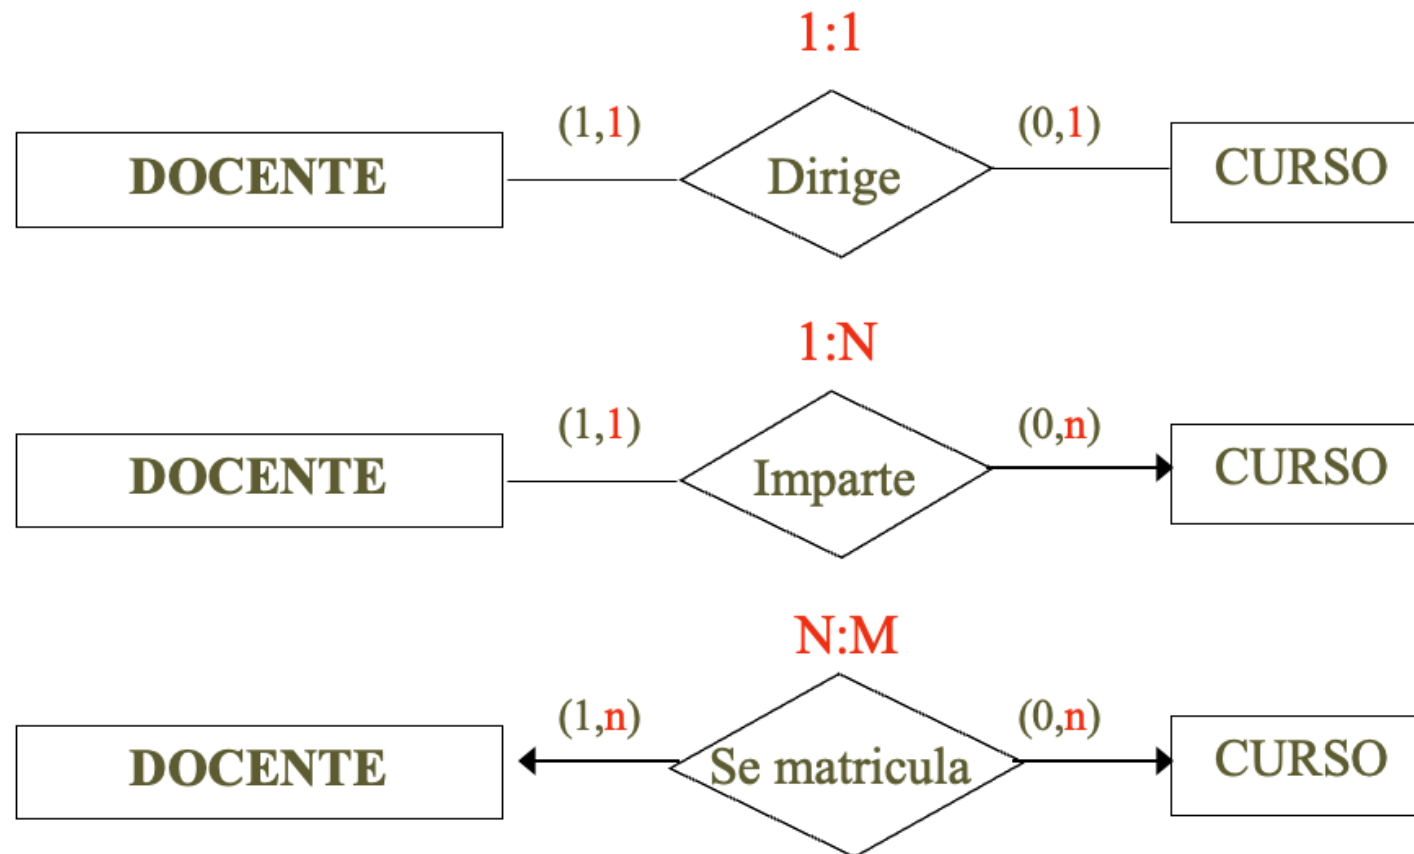 1:1
(1,1)
(0,1)
DOCENTE
Dirige
CURSO
1:N
(1,1)
(0,n)
DOCENTE
Imparte
CURSO
N:M
(1,n)
(0,n)
DOCENTE
Se matricula
CURSO